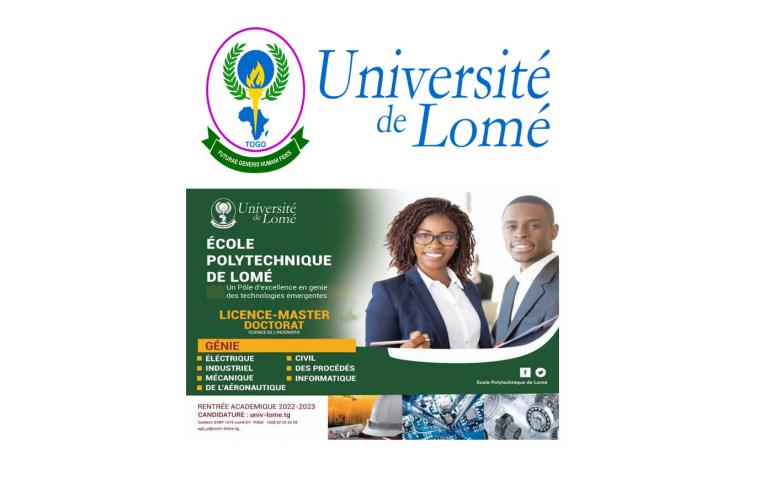 Université
de Lomé
TOGO
FUTURAE GENERIS HUMANI FIDES
Université
de Lomé
ÉCOLE
POLYTECHNIQUE
DE LOMÉ
Un Pôle d'excellence en genie
des technologies émergentes
LICENCE-MASTER
DOCTORAT
SCIENCE DE L'INGENIERIE
GÉNIE
ÉLECTRIQUE
INDUSTRIEL
MÉCANIQUE
DE L'AÉRONAUTIQUE
CIVIL
DES PROCÉDÉS
INFORMATIQUE
Ecole Polytechnique de Lomé
RENTRÉE ACADEMIQUE 2022-2023
CANDIDATURE : univ-lome.tg